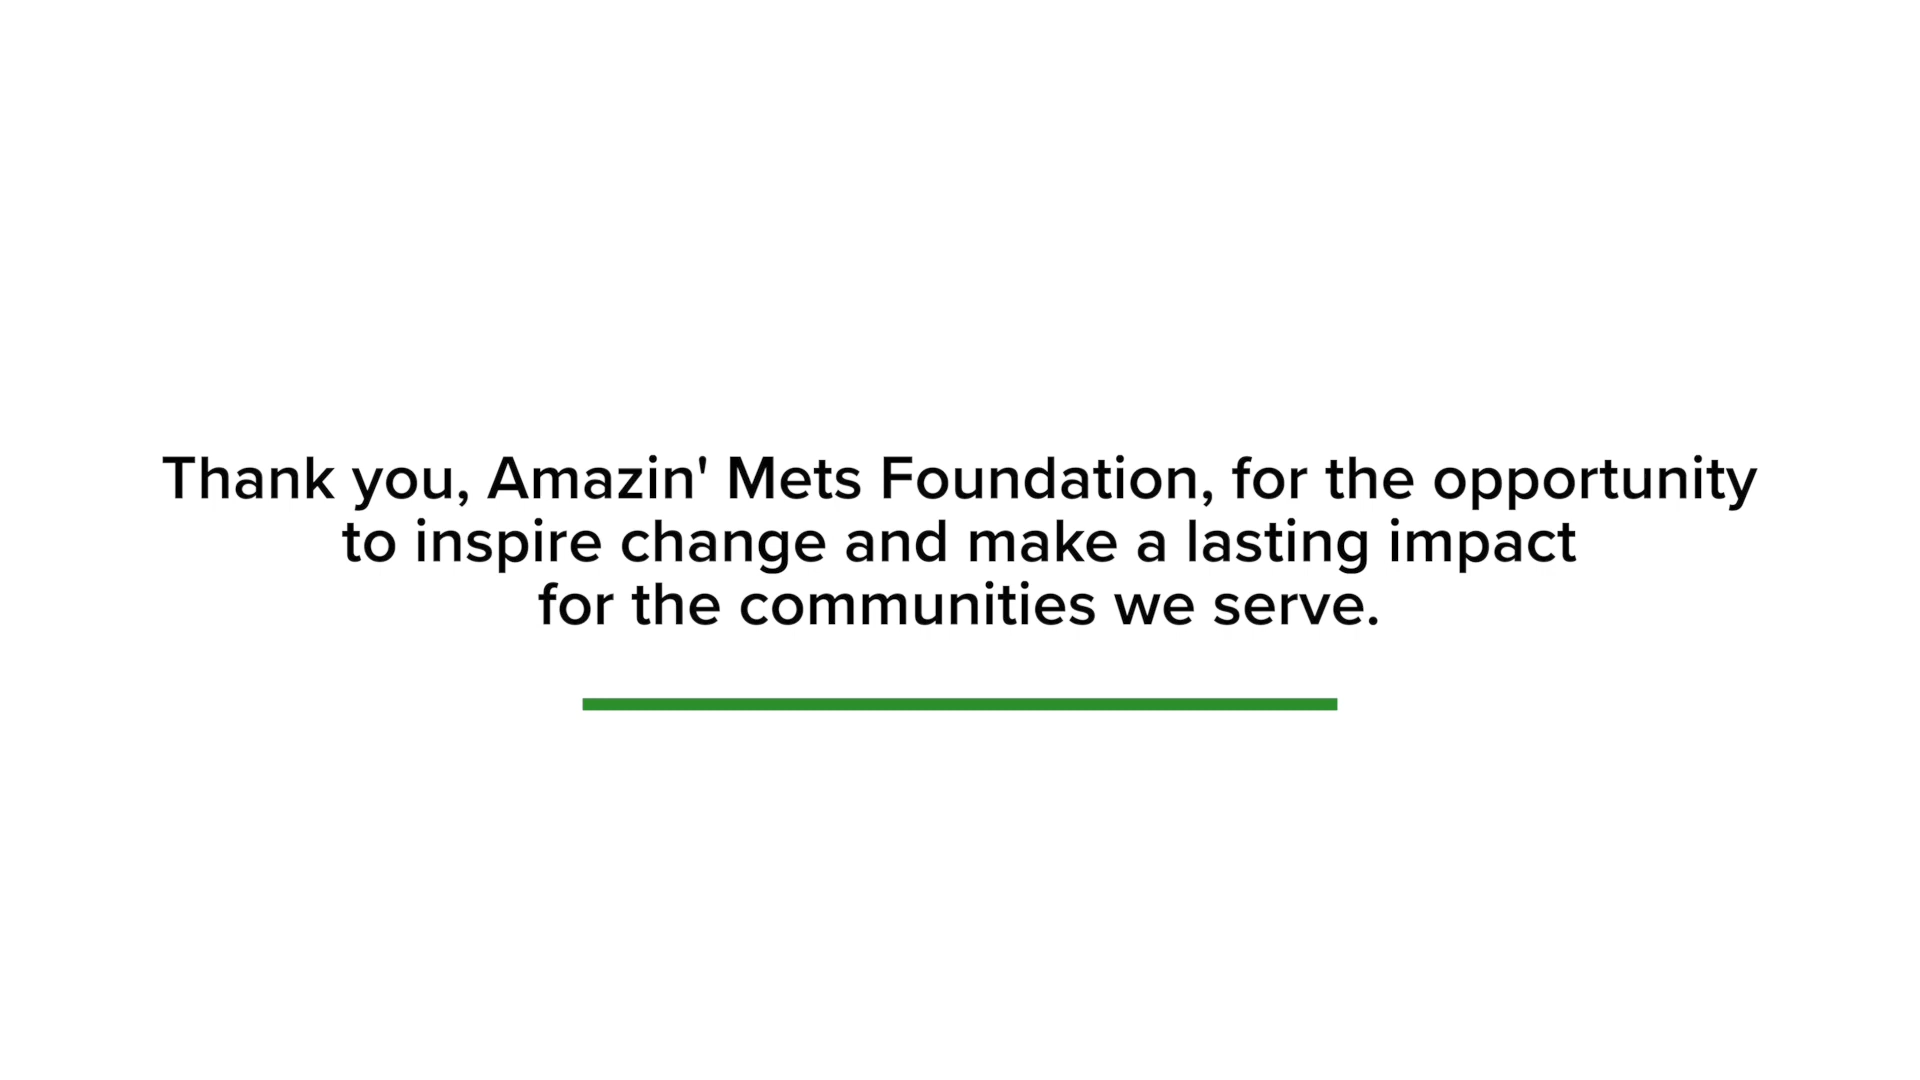 Thank you, Amazin' Mets Foundation, for the opportunity
to inspire change and make a lasting impact
for the communities we serve.